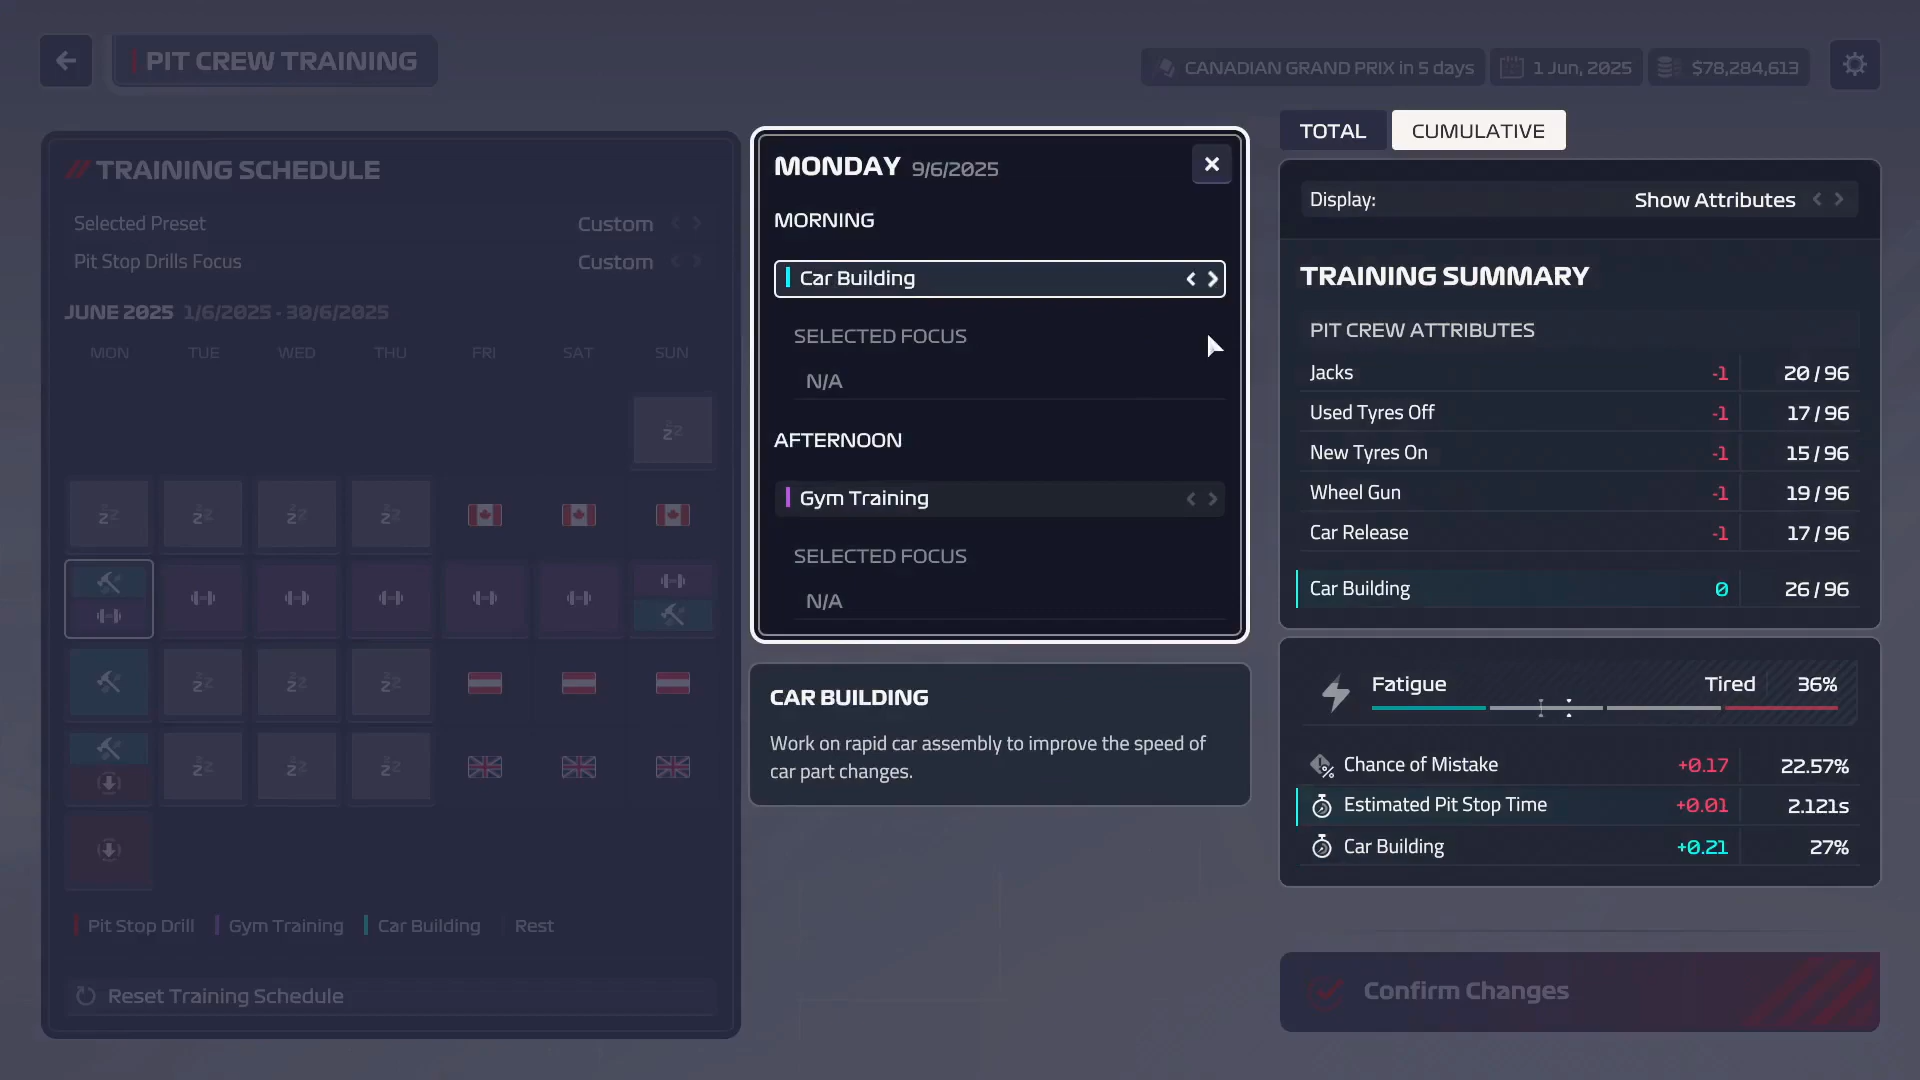 PIT CREW TRAINING
CANADIAN GRAND PRIX in 5 days
1 Jun, 2025
$78,284,613
TRAINING SCHEDULE
Selected Preset Custom
Pit Stop Drills Focus Custom
JUNE 2025 1/6/2025 - 30/6/2025
MON TUE WED THU FRI SAT SUN
Pit Stop Drill Gym Training Car Building Rest
Reset Training Schedule
MONDAY 9/6/2025
MORNING
Car Building
SELECTED FOCUS
N/A
AFTERNOON
Gym Training
SELECTED FOCUS
N/A
CAR BUILDING
Work on rapid car assembly to improve the speed of
car part changes.
TOTAL CUMULATIVE
Display: Show Attributes
TRAINING SUMMARY
PIT CREW ATTRIBUTES
Jacks -1 20 / 96
Used Tyres Off -1 17 / 96
New Tyres On -1 15 / 96
Wheel Gun -1 19 / 96
Car Release -1 17 / 96
Car Building 0 26 / 96
Fatigue Tired 36%
Chance of Mistake +0.17 22.57%
Estimated Pit Stop Time +0.01 2.121s
Car Building +0.21 27%
Confirm Changes